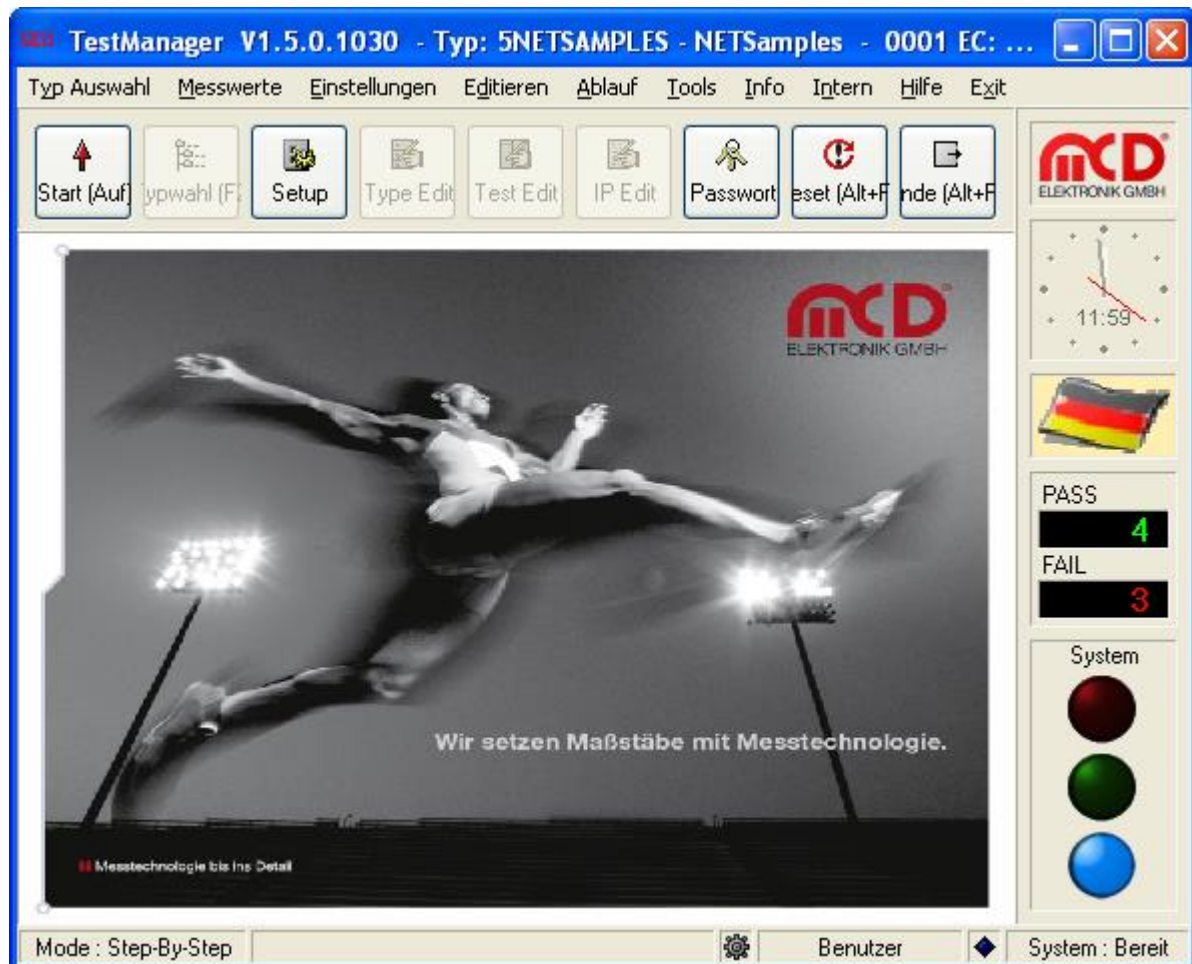 TestManager V1.5.0.1030 - Typ: 5NETSAMPLES - NETSamples - 0001 EC: ...
Typ Auswahl Messwerte Einstellungen Editieren Ablauf Tools Info Intern Hilfe Exit
Start (Auf) ypwahl (F Setup Type Edit Test Edit IP Edit Passwort eset (Alt+F nde (Alt+F
MCD
ELEKTRONIK GMBH
11:59
MCD
ELEKTRONIK GMBH
PASS
4
FAIL
3
System
Wir setzen Maßstäbe mit Messtechnologie.
Messtechnologie bis ins Detail
Mode : Step-By-Step Benutzer System : Bereit